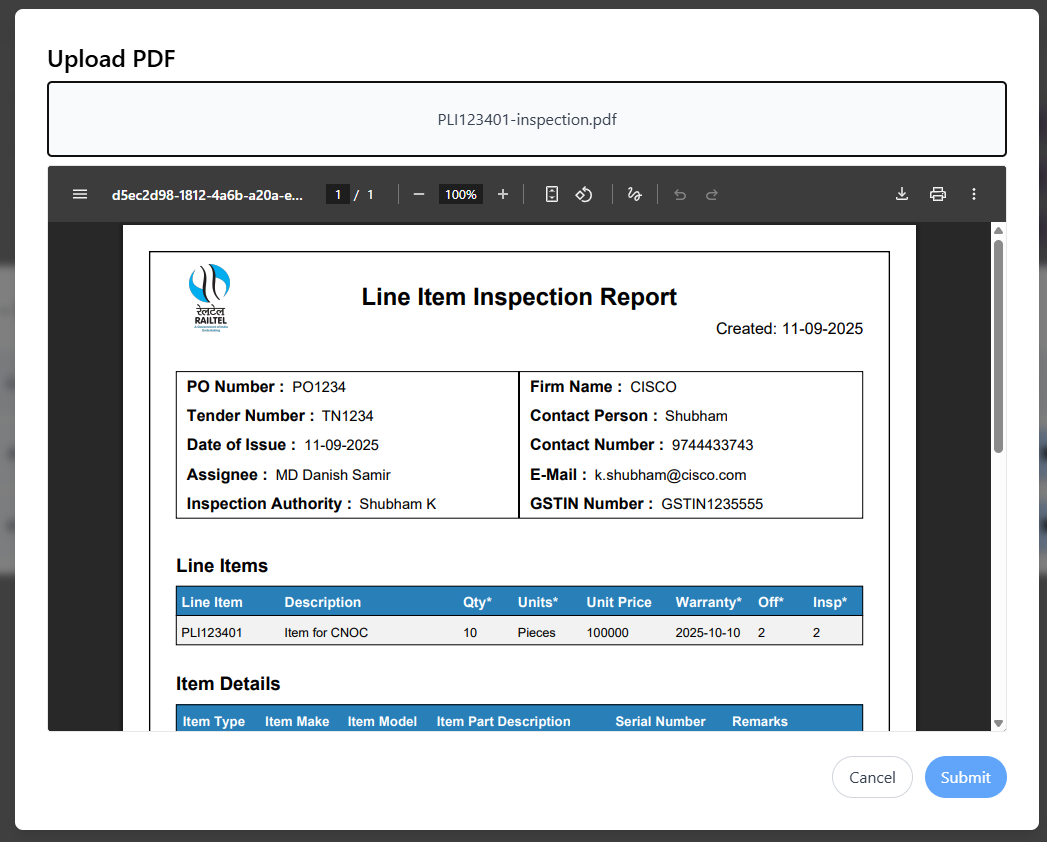 Upload PDF
PLI123401-inspection.pdf
d5ec2d98-1812-4a6b-a20a-e... 1 / 1 100%
रेलटेल
RAILTEL
Line Item Inspection Report
Created: 11-09-2025
PO Number : PO1234
Tender Number : TN1234
Date of Issue : 11-09-2025
Assignee : MD Danish Samir
Inspection Authority : Shubham K
Firm Name : CISCO
Contact Person : Shubham
Contact Number : 9744433743
E-Mail : k.shubham@cisco.com
GSTIN Number : GSTIN1235555
Line Items
Line Item Description Qty* Units* Unit Price Warranty* Off* Insp*
PLI123401 Item for CNOC 10 Pieces 100000 2025-10-10 2 2
Item Details
Item Type Item Make Item Model Item Part Description Serial Number Remarks
Cancel Submit